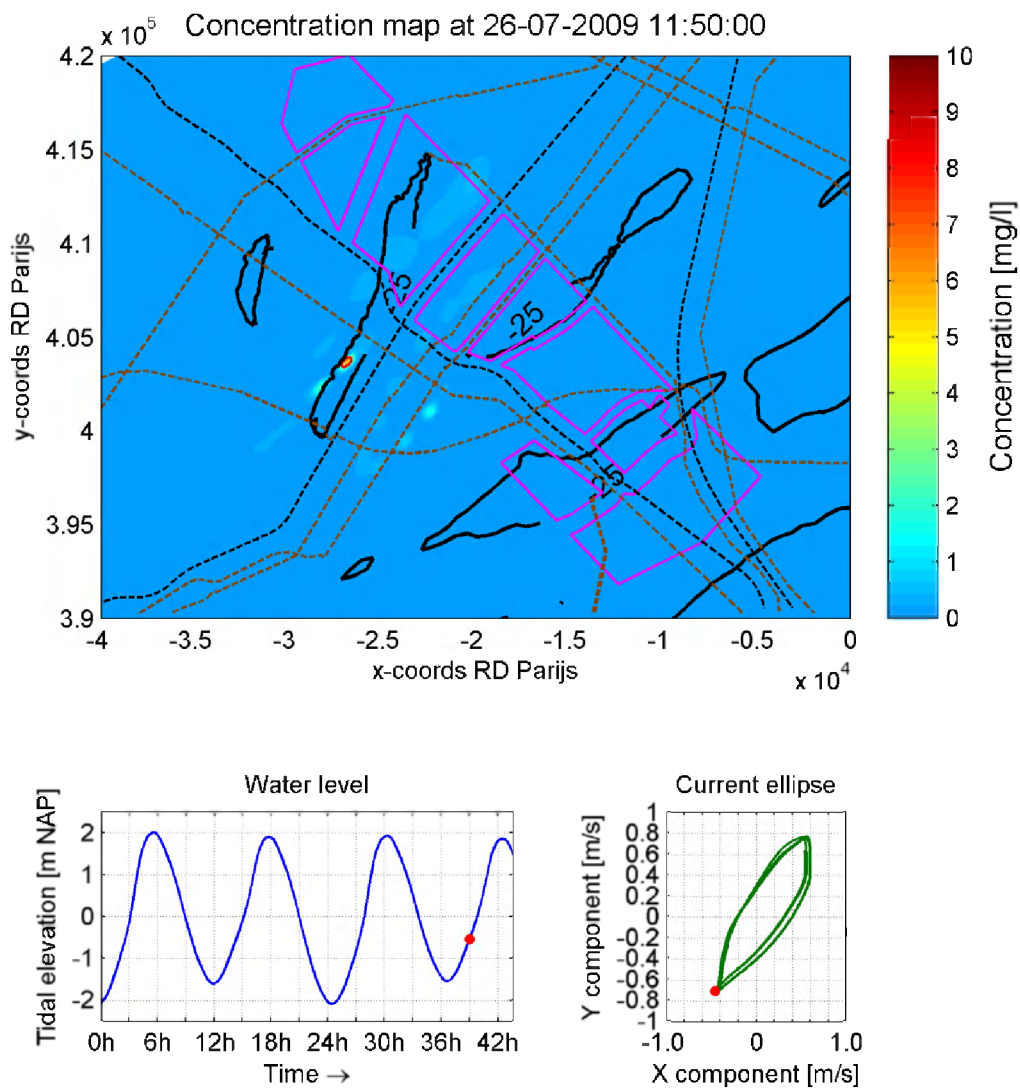 x 10⁵ Concentration map at 26-07-2009 11:50:00
4.2
4.15
4.1
4.05
4
3.95
3.9
y-coords RD Parijs
-25
-25
-25
-4 -3.5 -3 -2.5 -2 -1.5 -1 -0.5 0
x-coords RD Parijs
x 10⁴
10
9
8
7
6
5
4
3
2
1
0
Concentration [mg/l]
Water level
Tidal elevation [m NAP]
2
1
0
-1
-2
0h 6h 12h 18h 24h 30h 36h 42h
Time →
Current ellipse
Y component [m/s]
1
0.8
0.6
0.4
0.2
0
-0.2
-0.4
-0.6
-0.8
-1
-1.0 0 1.0
X component [m/s]